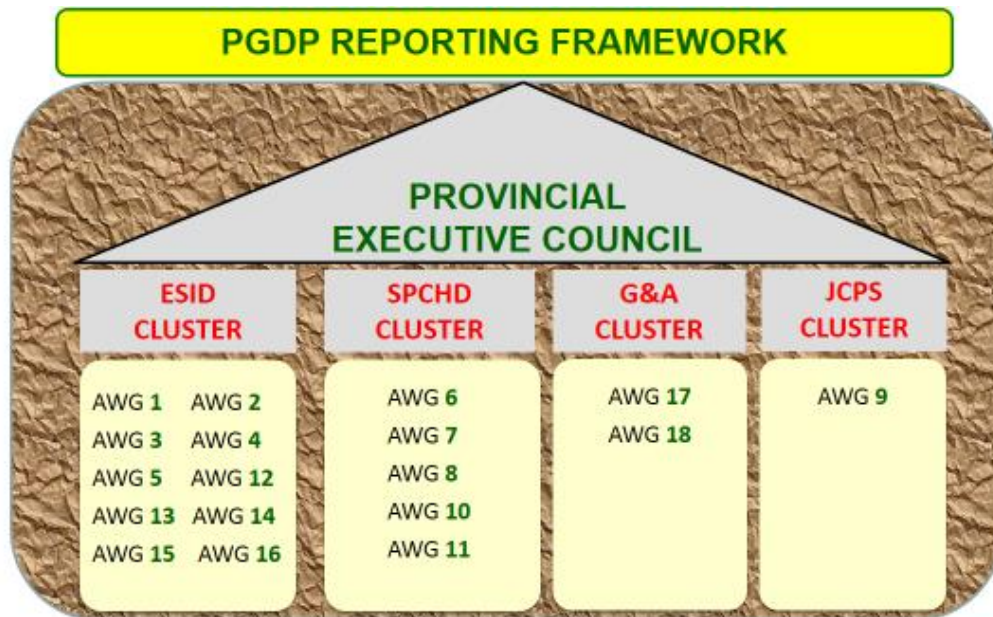 PGDP REPORTING FRAMEWORK
PROVINCIAL
EXECUTIVE COUNCIL
ESID
CLUSTER
AWG 1 AWG 2
AWG 3 AWG 4
AWG 5 AWG 12
AWG 13 AWG 14
AWG 15 AWG 16
SPCHD
CLUSTER
AWG 6
AWG 7
AWG 8
AWG 10
AWG 11
G&A
CLUSTER
AWG 17
AWG 18
JCPS
CLUSTER
AWG 9